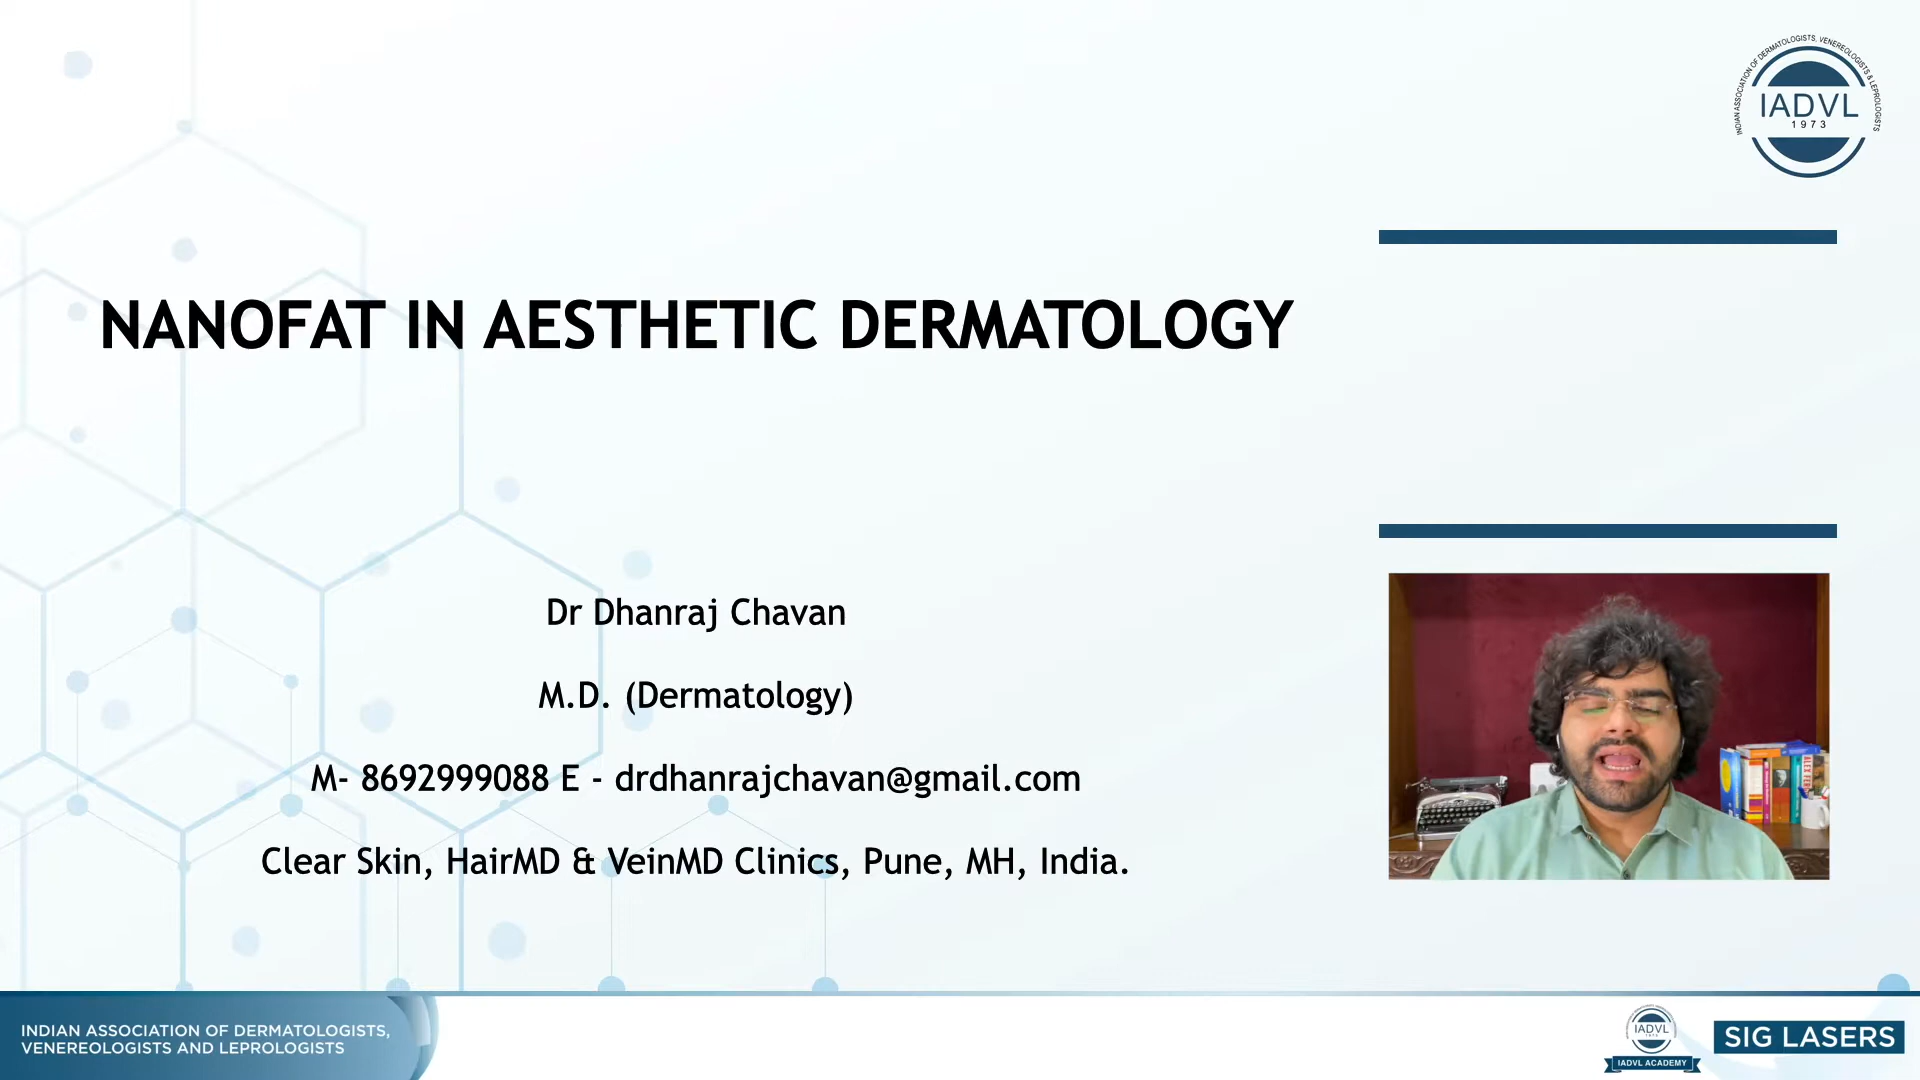 INDIAN ASSOCIATION OF DERMATOLOGISTS, VENEREOLOGISTS & LEPROLOGISTS
IADVL
1973
NANOFAT IN AESTHETIC DERMATOLOGY
Dr Dhanraj Chavan
M.D. (Dermatology)
M- 8692999088 E - drdhanrajchavan@gmail.com
Clear Skin, HairMD & VeinMD Clinics, Pune, MH, India.
INDIAN ASSOCIATION OF DERMATOLOGISTS,
VENEREOLOGISTS AND LEPROLOGISTS
IADVL
IADVL ACADEMY
SIG LASERS